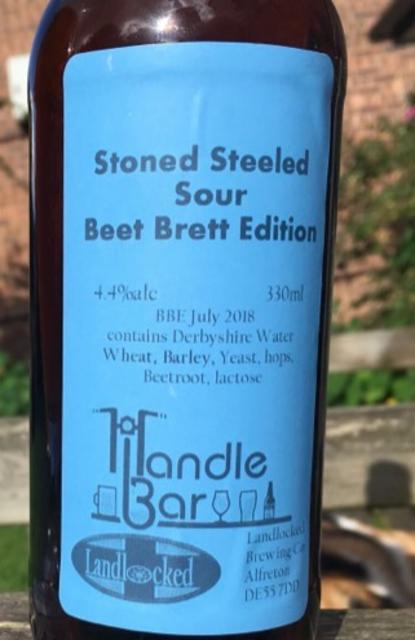 Stoned Steeled
Sour
Beet Brett Edition
4.4%alc 330ml
BBE July 2018
contains Derbyshire Water
Wheat, Barley, Yeast, hops,
Beetroot, lactose
"Handle"
Bar
Landlocked
Landlocked
Brewing Co
Alfreton
DE55 7DD